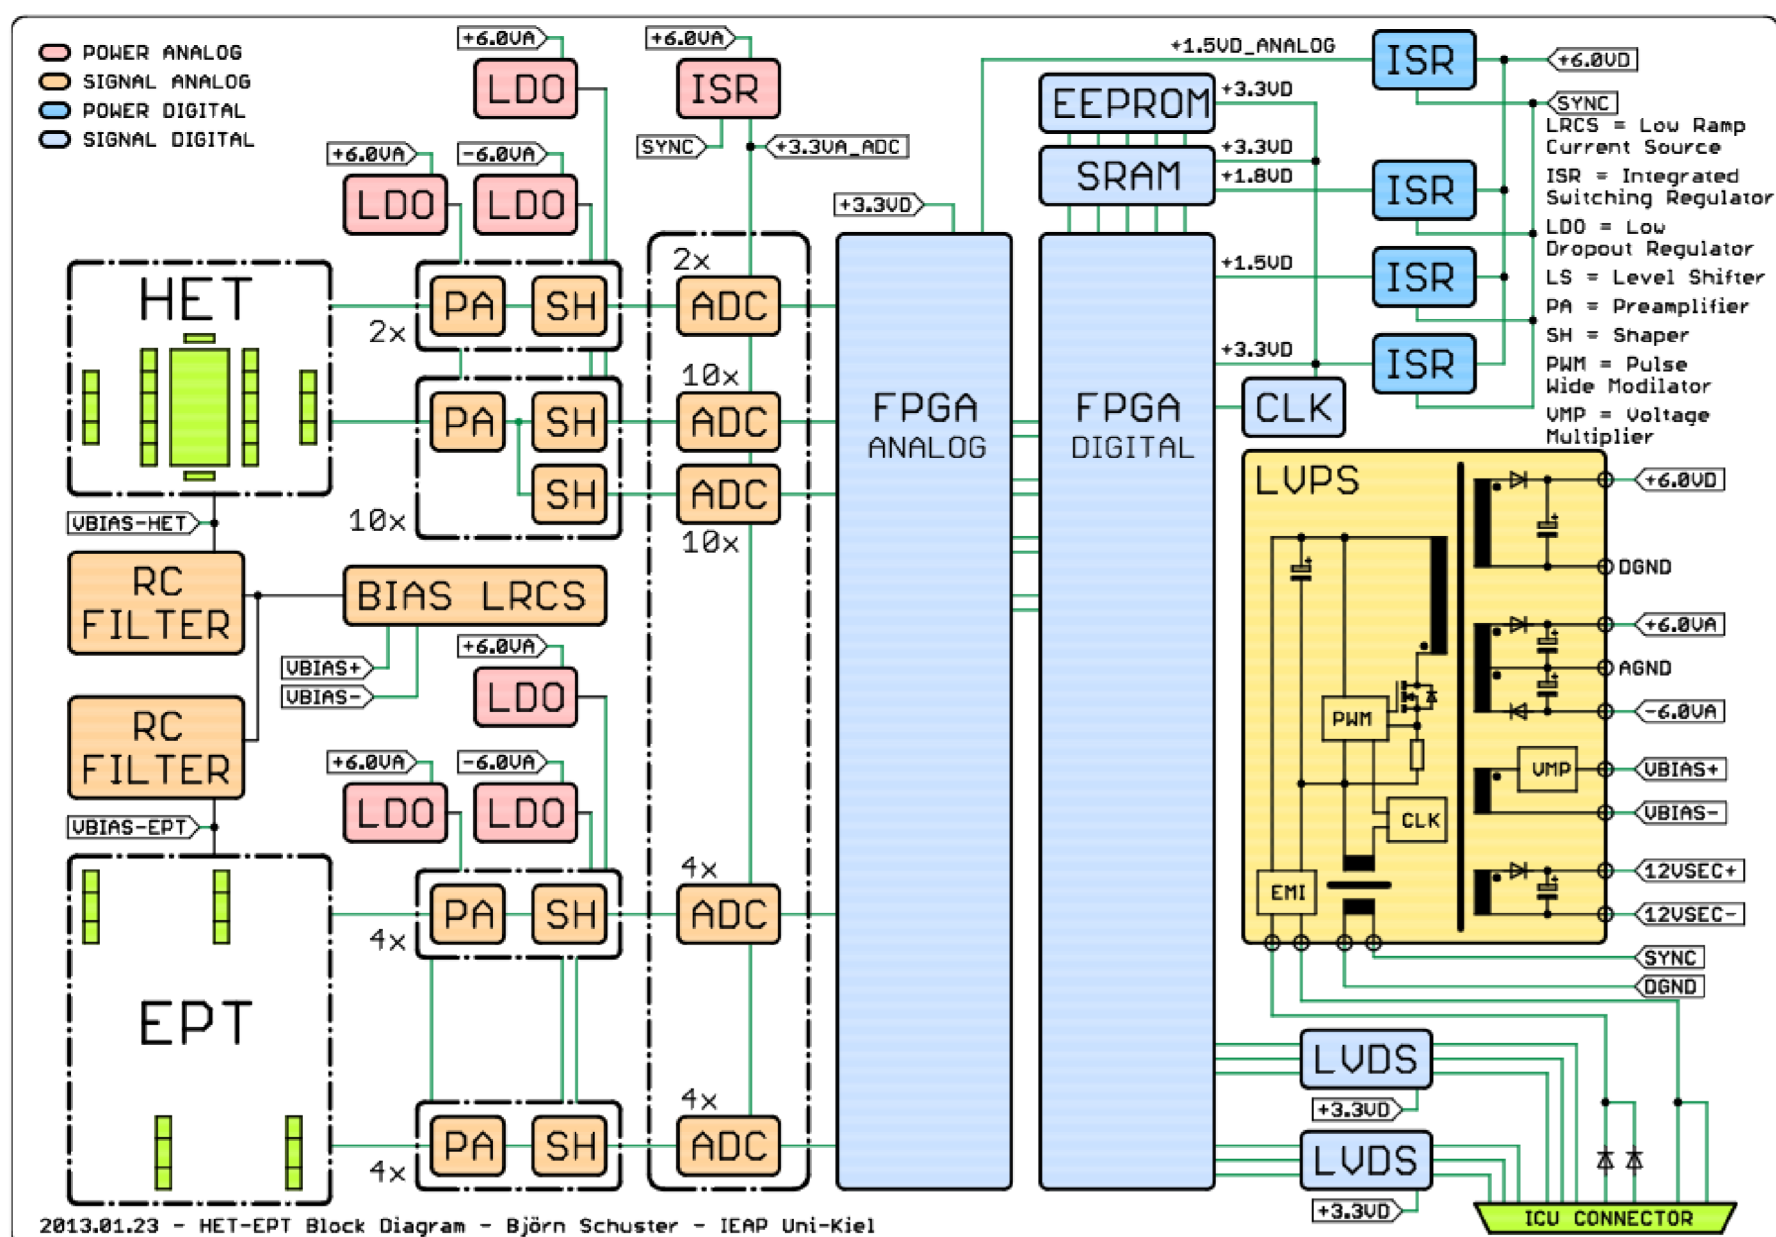 POWER ANALOG
SIGNAL ANALOG
POWER DIGITAL
SIGNAL DIGITAL
+6.0VA
LDO
+6.0VA
ISR
SYNC
+3.3VA_ADC
+6.0VA
LDO
-6.0VA
LDO
+1.5VD_ANALOG
ISR
+6.0VD
SYNC
EEPROM
+3.3VD
SRAM
+3.3VD
+1.8VD
ISR
+3.3VD
+1.5VD
ISR
+3.3VD
ISR
CLK
LRCS = Low Ramp
Current Source
ISR = Integrated
Switching Regulator
LDO = Low
Dropout Regulator
LS = Level Shifter
PA = Preamplifier
SH = Shaper
PWM = Pulse
Wide Modilator
VMP = Voltage
Multiplier
HET
PA
SH
2x
2x
ADC
10x
PA
SH
ADC
SH
ADC
10x
10x
FPGA
ANALOG
FPGA
DIGITAL
VBIAS-HET
RC
FILTER
BIAS LRCS
VBIAS+
VBIAS-
RC
FILTER
VBIAS-EPT
+6.0VA
LDO
+6.0VA
LDO
-6.0VA
LDO
EPT
PA
SH
4x
4x
ADC
PA
SH
4x
4x
ADC
LVPS
PWM
CLK
EMI
VMP
+6.0VD
DGND
+6.0VA
AGND
-6.0VA
VBIAS+
VBIAS-
12VSEC+
12VSEC-
SYNC
DGND
LVDS
+3.3VD
LVDS
+3.3VD
ICU CONNECTOR
2013.01.23 - HET-EPT Block Diagram - Björn Schuster - IEAP Uni-Kiel